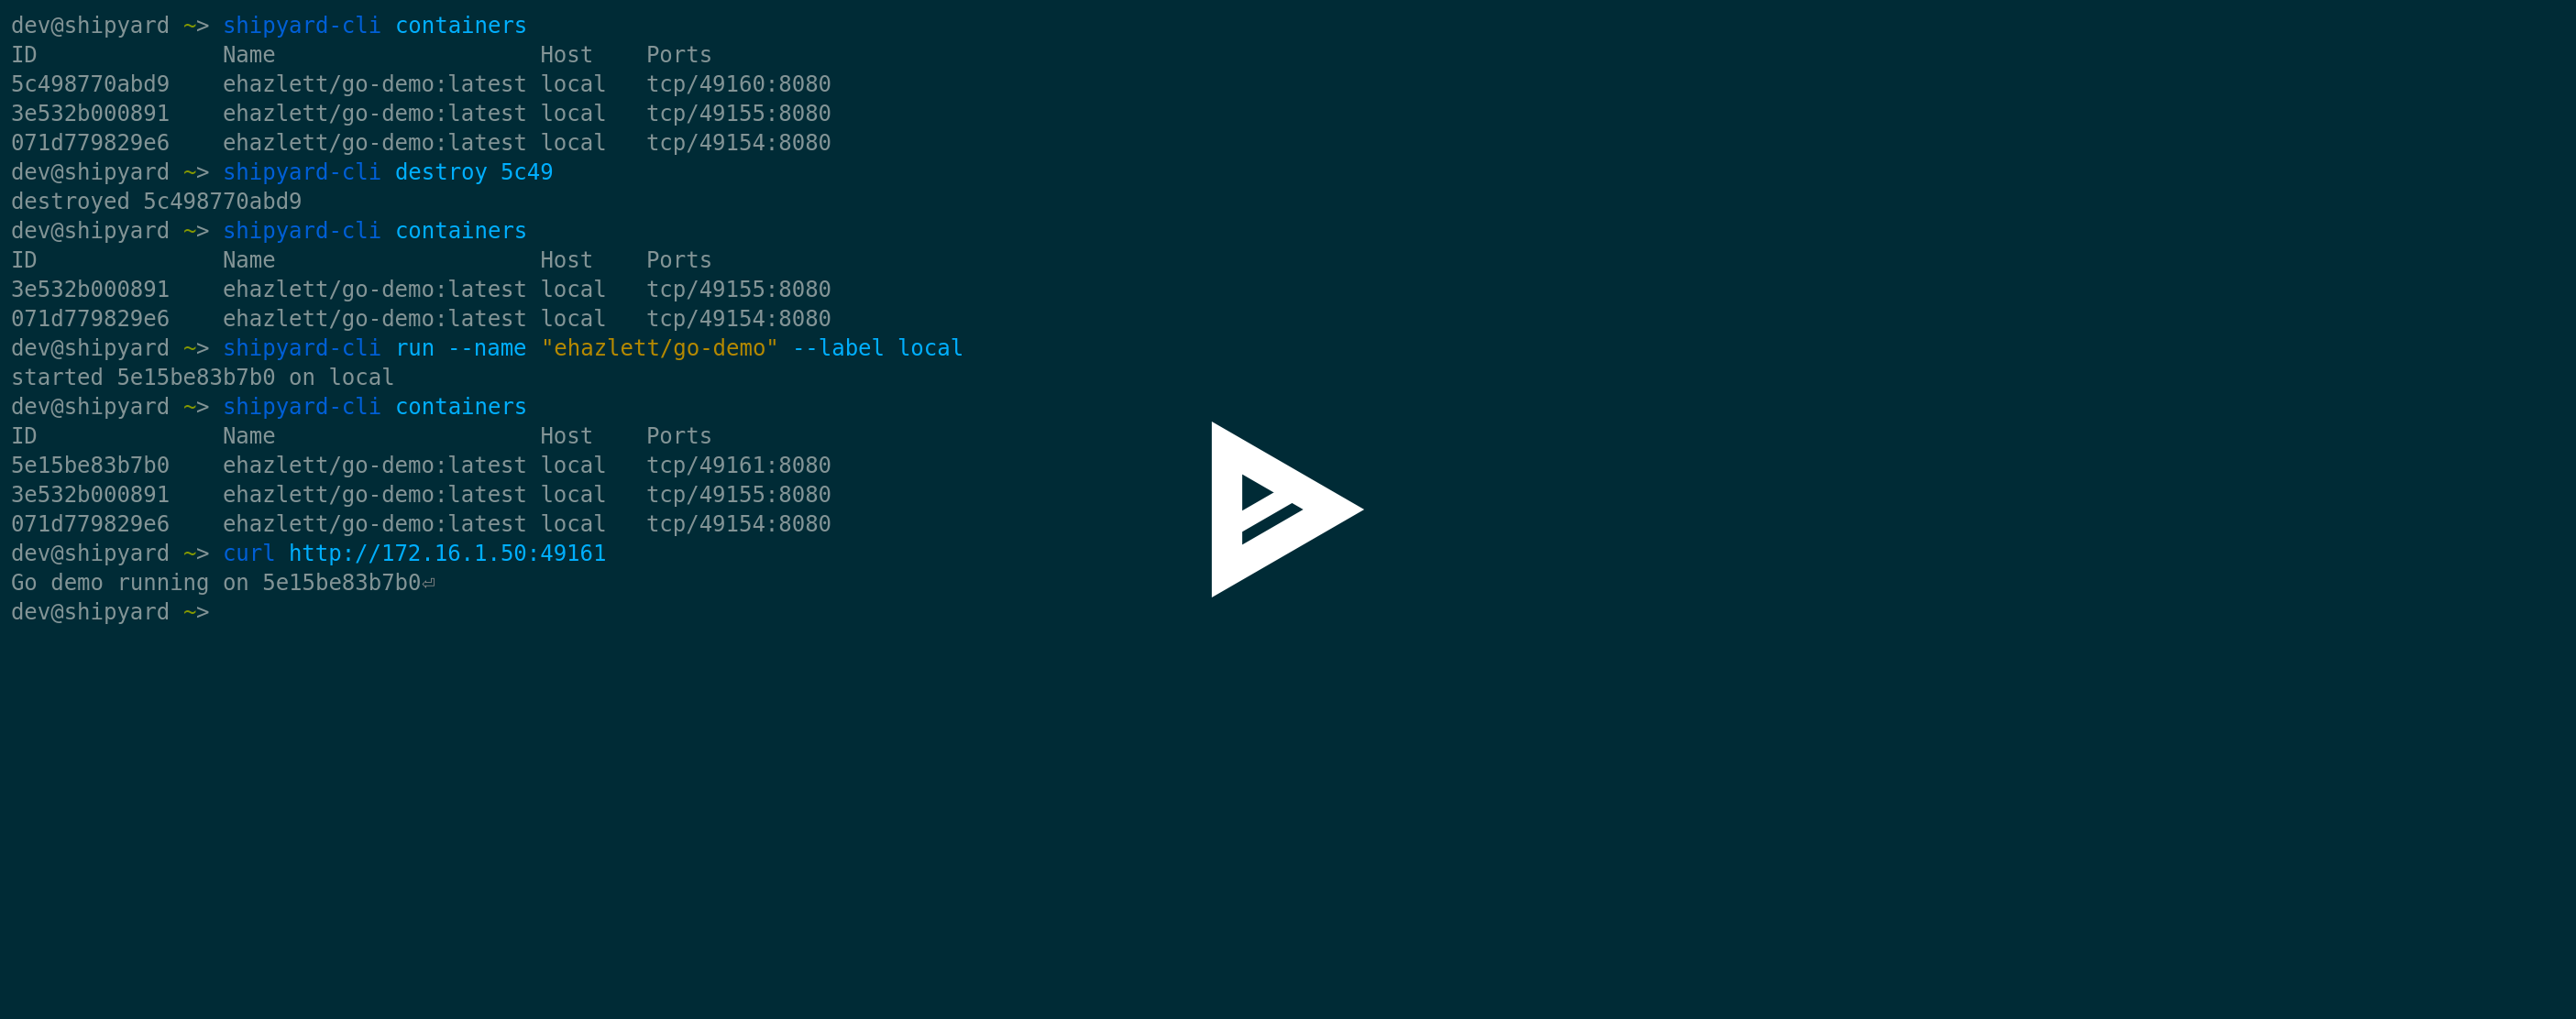 dev@shipyard ~> shipyard-cli containers
ID              Name                    Host    Ports
5c498770abd9    ehazlett/go-demo:latest local   tcp/49160:8080
3e532b000891    ehazlett/go-demo:latest local   tcp/49155:8080
071d779829e6    ehazlett/go-demo:latest local   tcp/49154:8080
dev@shipyard ~> shipyard-cli destroy 5c49
destroyed 5c498770abd9
dev@shipyard ~> shipyard-cli containers
ID              Name                    Host    Ports
3e532b000891    ehazlett/go-demo:latest local   tcp/49155:8080
071d779829e6    ehazlett/go-demo:latest local   tcp/49154:8080
dev@shipyard ~> shipyard-cli run --name "ehazlett/go-demo" --label local
started 5e15be83b7b0 on local
dev@shipyard ~> shipyard-cli containers
ID              Name                    Host    Ports
5e15be83b7b0    ehazlett/go-demo:latest local   tcp/49161:8080
3e532b000891    ehazlett/go-demo:latest local   tcp/49155:8080
071d779829e6    ehazlett/go-demo:latest local   tcp/49154:8080
dev@shipyard ~> curl http://172.16.1.50:49161
Go demo running on 5e15be83b7b0⏎
dev@shipyard ~>